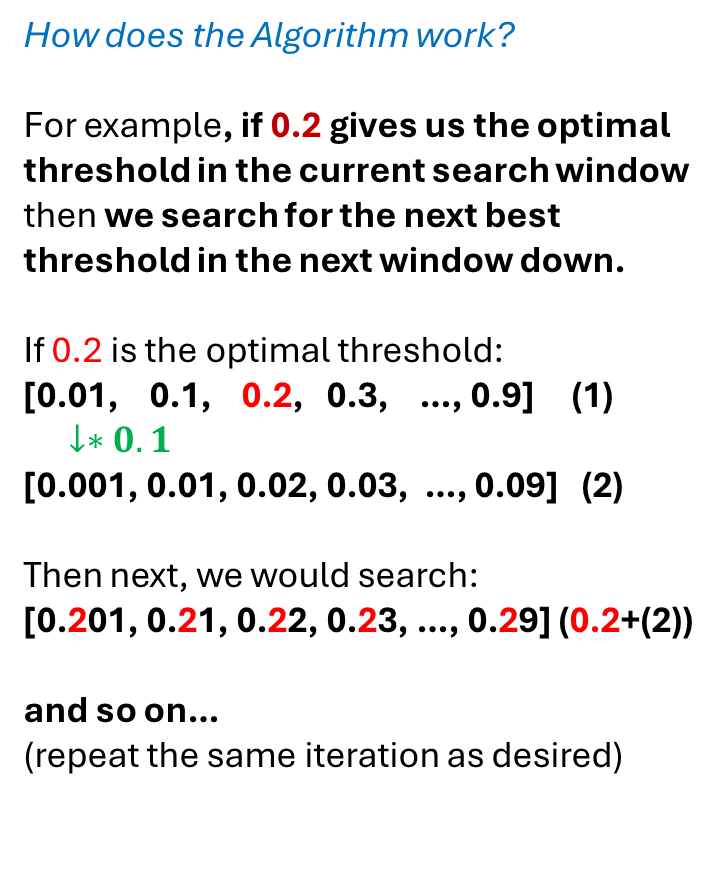 How does the Algorithm work?
For example, if 0.2 gives us the optimal
threshold in the current search window
then we search for the next best
threshold in the next window down.
If 0.2 is the optimal threshold:
[0.01, 0.1, 0.2, 0.3, ..., 0.9] (1)
↓* 0.1
[0.001, 0.01, 0.02, 0.03, ..., 0.09] (2)
Then next, we would search:
[0.201, 0.21, 0.22, 0.23, ..., 0.29] (0.2+(2))
and so on...
(repeat the same iteration as desired)